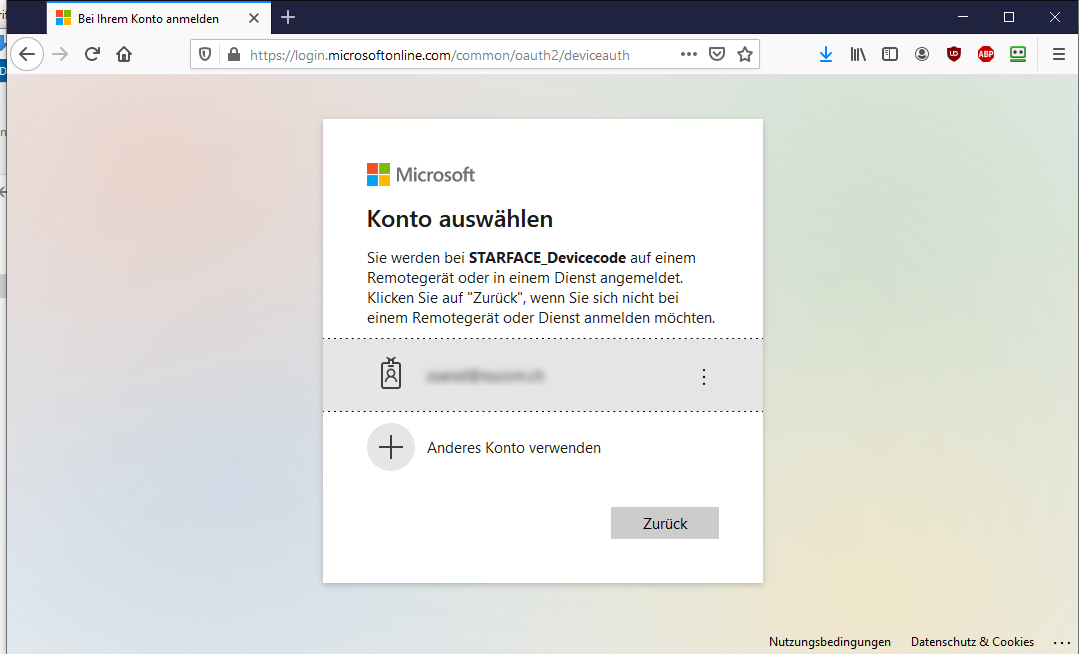 Bei Ihrem Konto anmelden
https://login.microsoftonline.com/common/oauth2/deviceauth
UD
ABP
Microsoft
Konto auswählen
Sie werden bei STARFACE_Devicecode auf einem
Remotegerät oder in einem Dienst angemeldet.
Klicken Sie auf "Zurück", wenn Sie sich nicht bei
einem Remotegerät oder Dienst anmelden möchten.
Anderes Konto verwenden
Zurück
Nutzungsbedingungen Datenschutz & Cookies